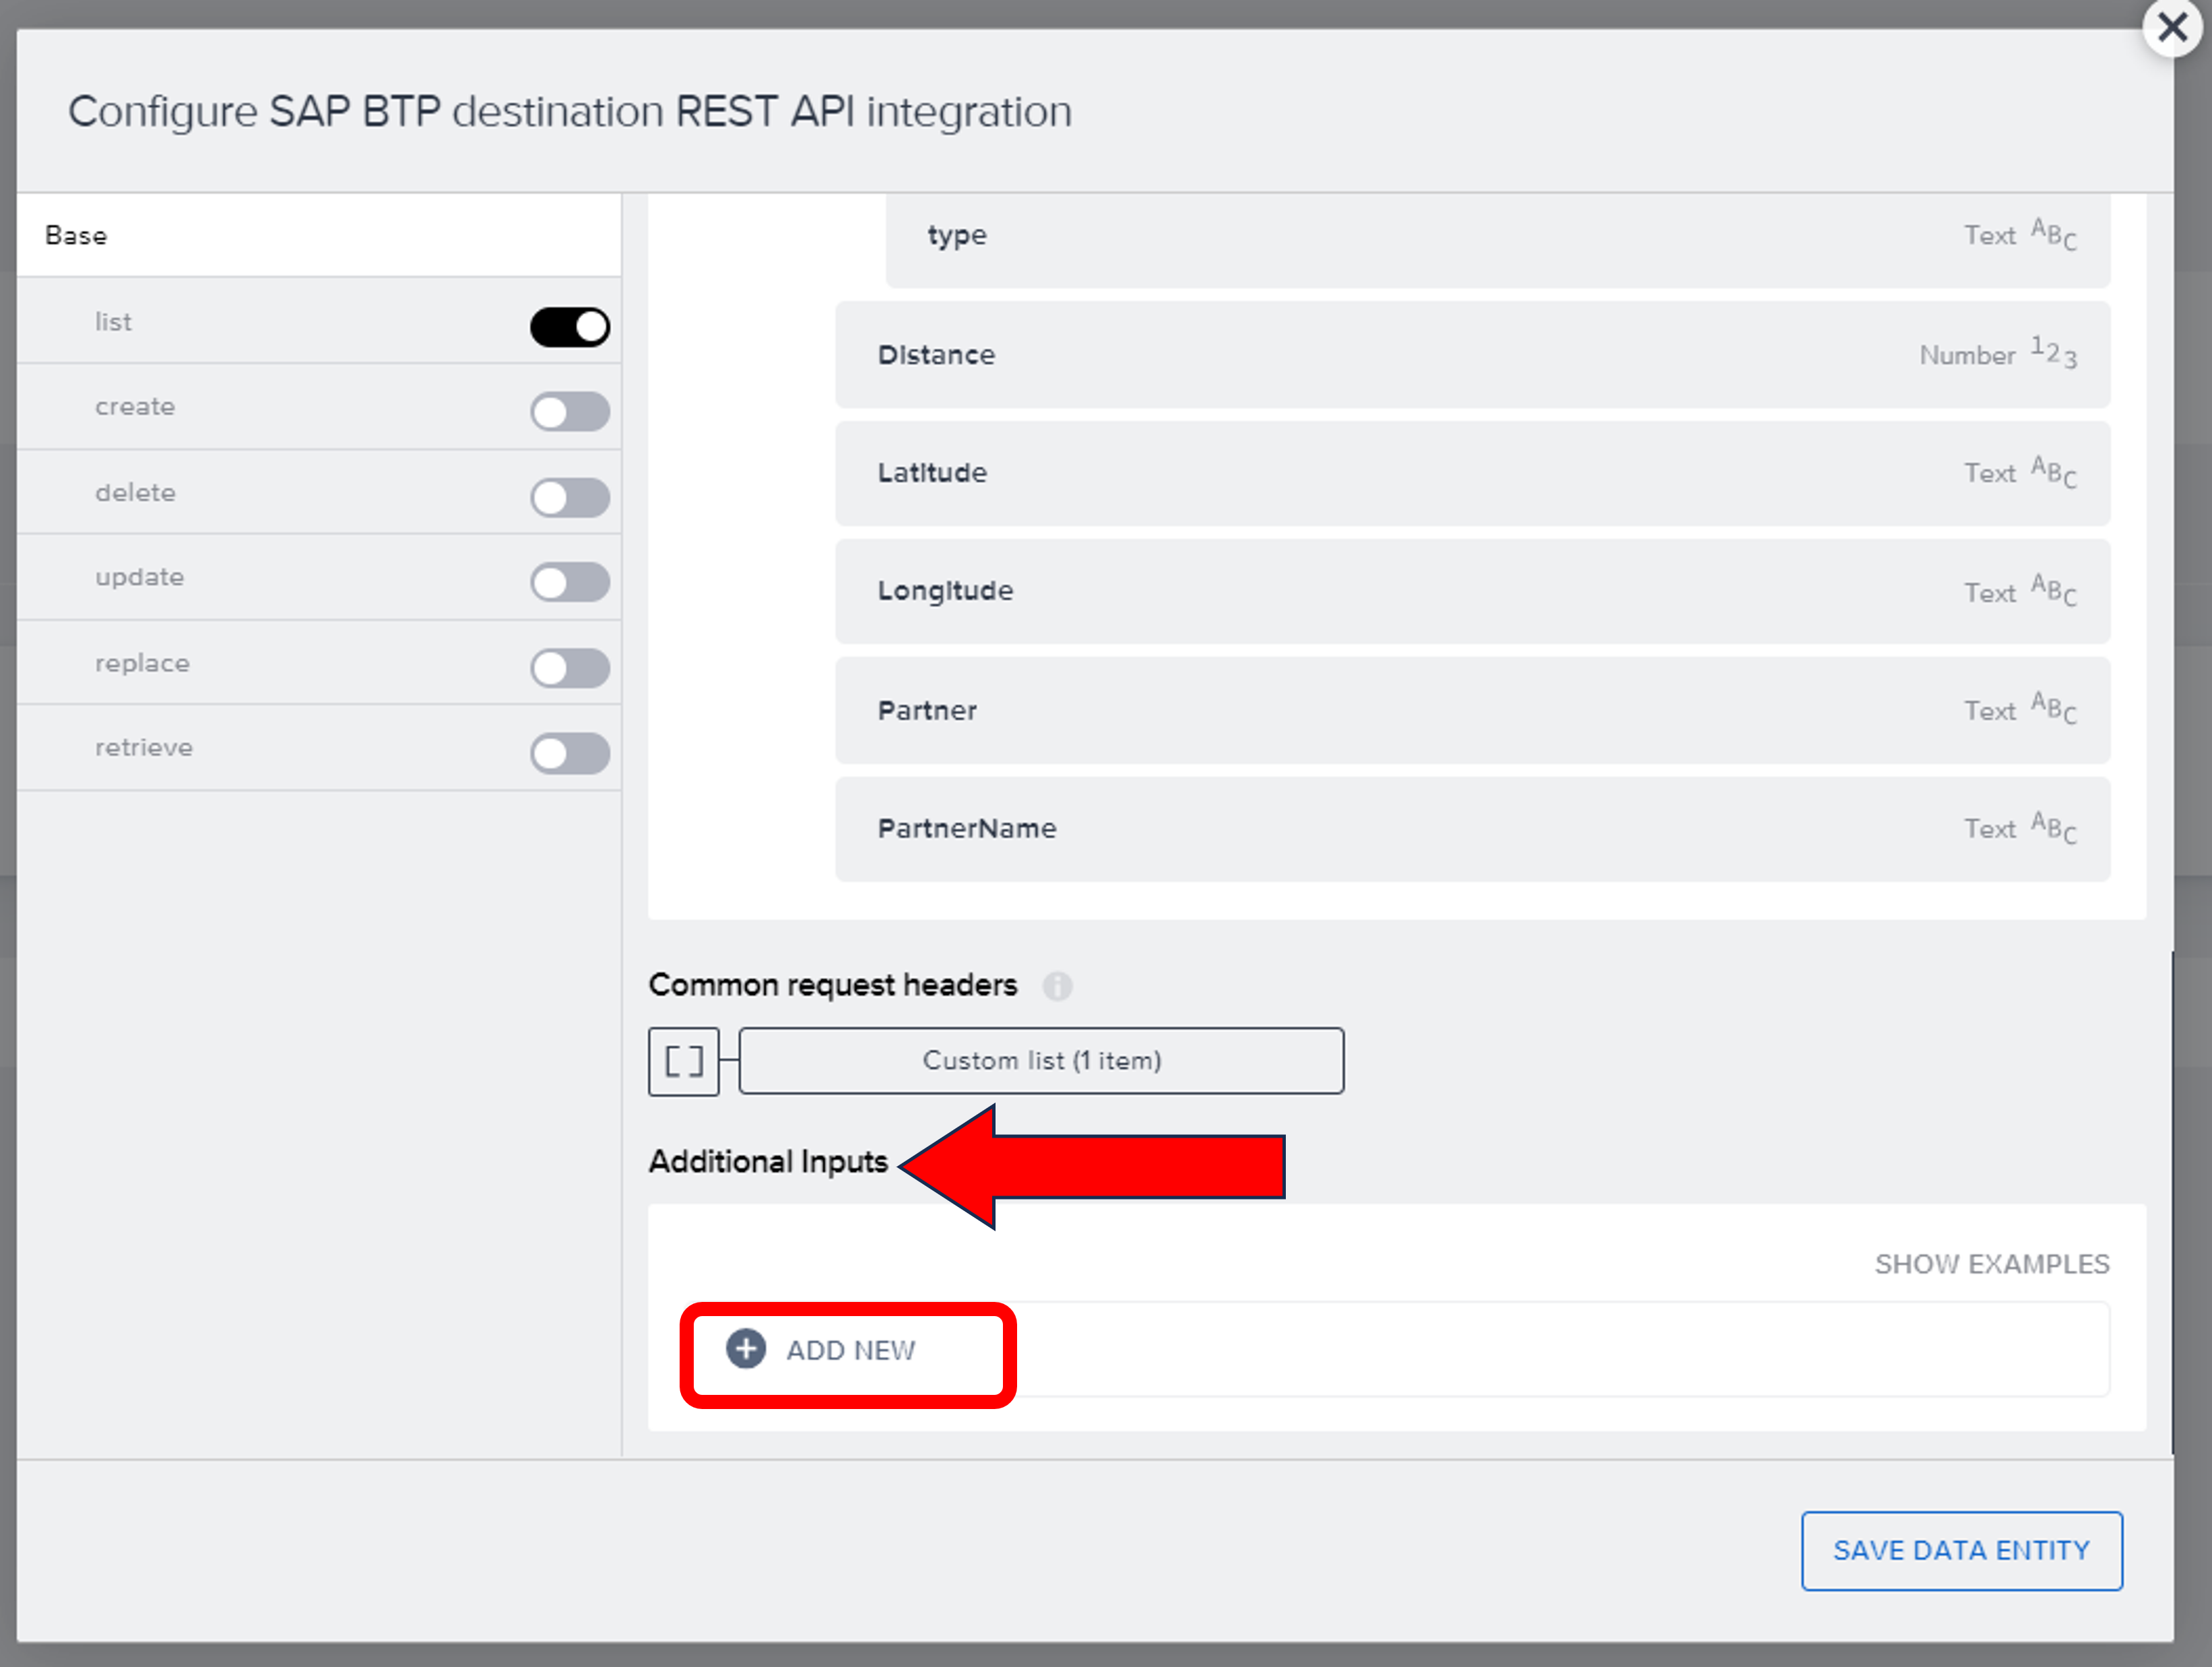 Configure SAP BTP destination REST API integration
Base
list
create
delete
update
replace
retrieve
type Text ABC
Distance Number 123
Latitude Text ABC
Longitude Text ABC
Partner Text ABC
PartnerName Text ABC
Common request headers i
[ ] Custom list (1 item)
Additional Inputs
SHOW EXAMPLES
ADD NEW
SAVE DATA ENTITY